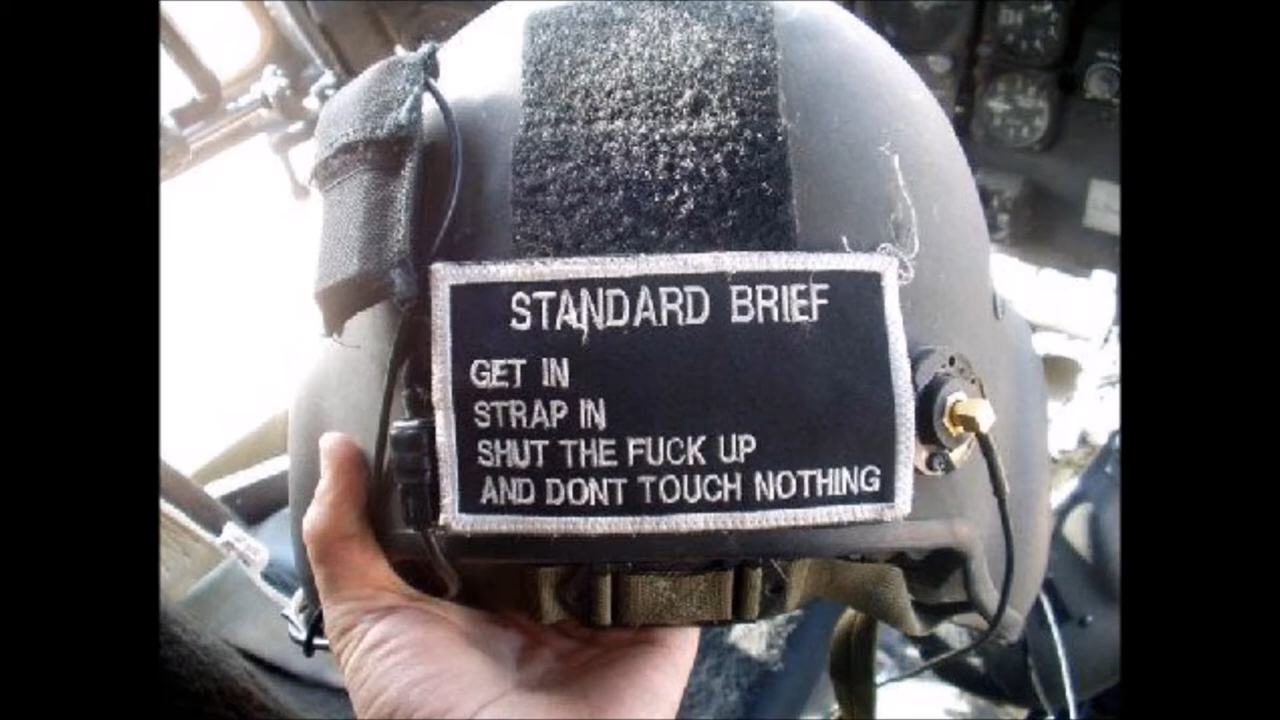 STANDARD BRIEF
GET IN
STRAP IN
SHUT THE FUCK UP
AND DONT TOUCH NOTHING